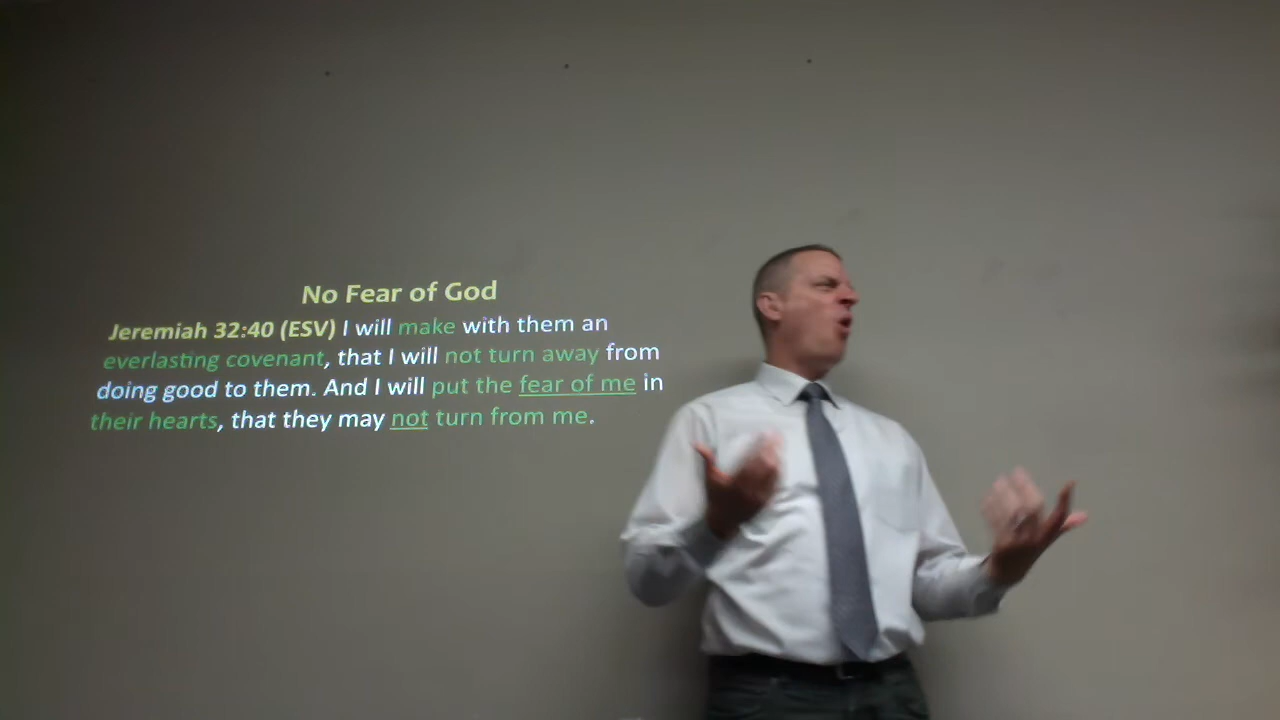 No Fear of God
Jeremiah 32:40 (ESV) I will make with them an
everlasting covenant, that I will not turn away from
doing good to them. And I will put the fear of me in
their hearts, that they may not turn from me.